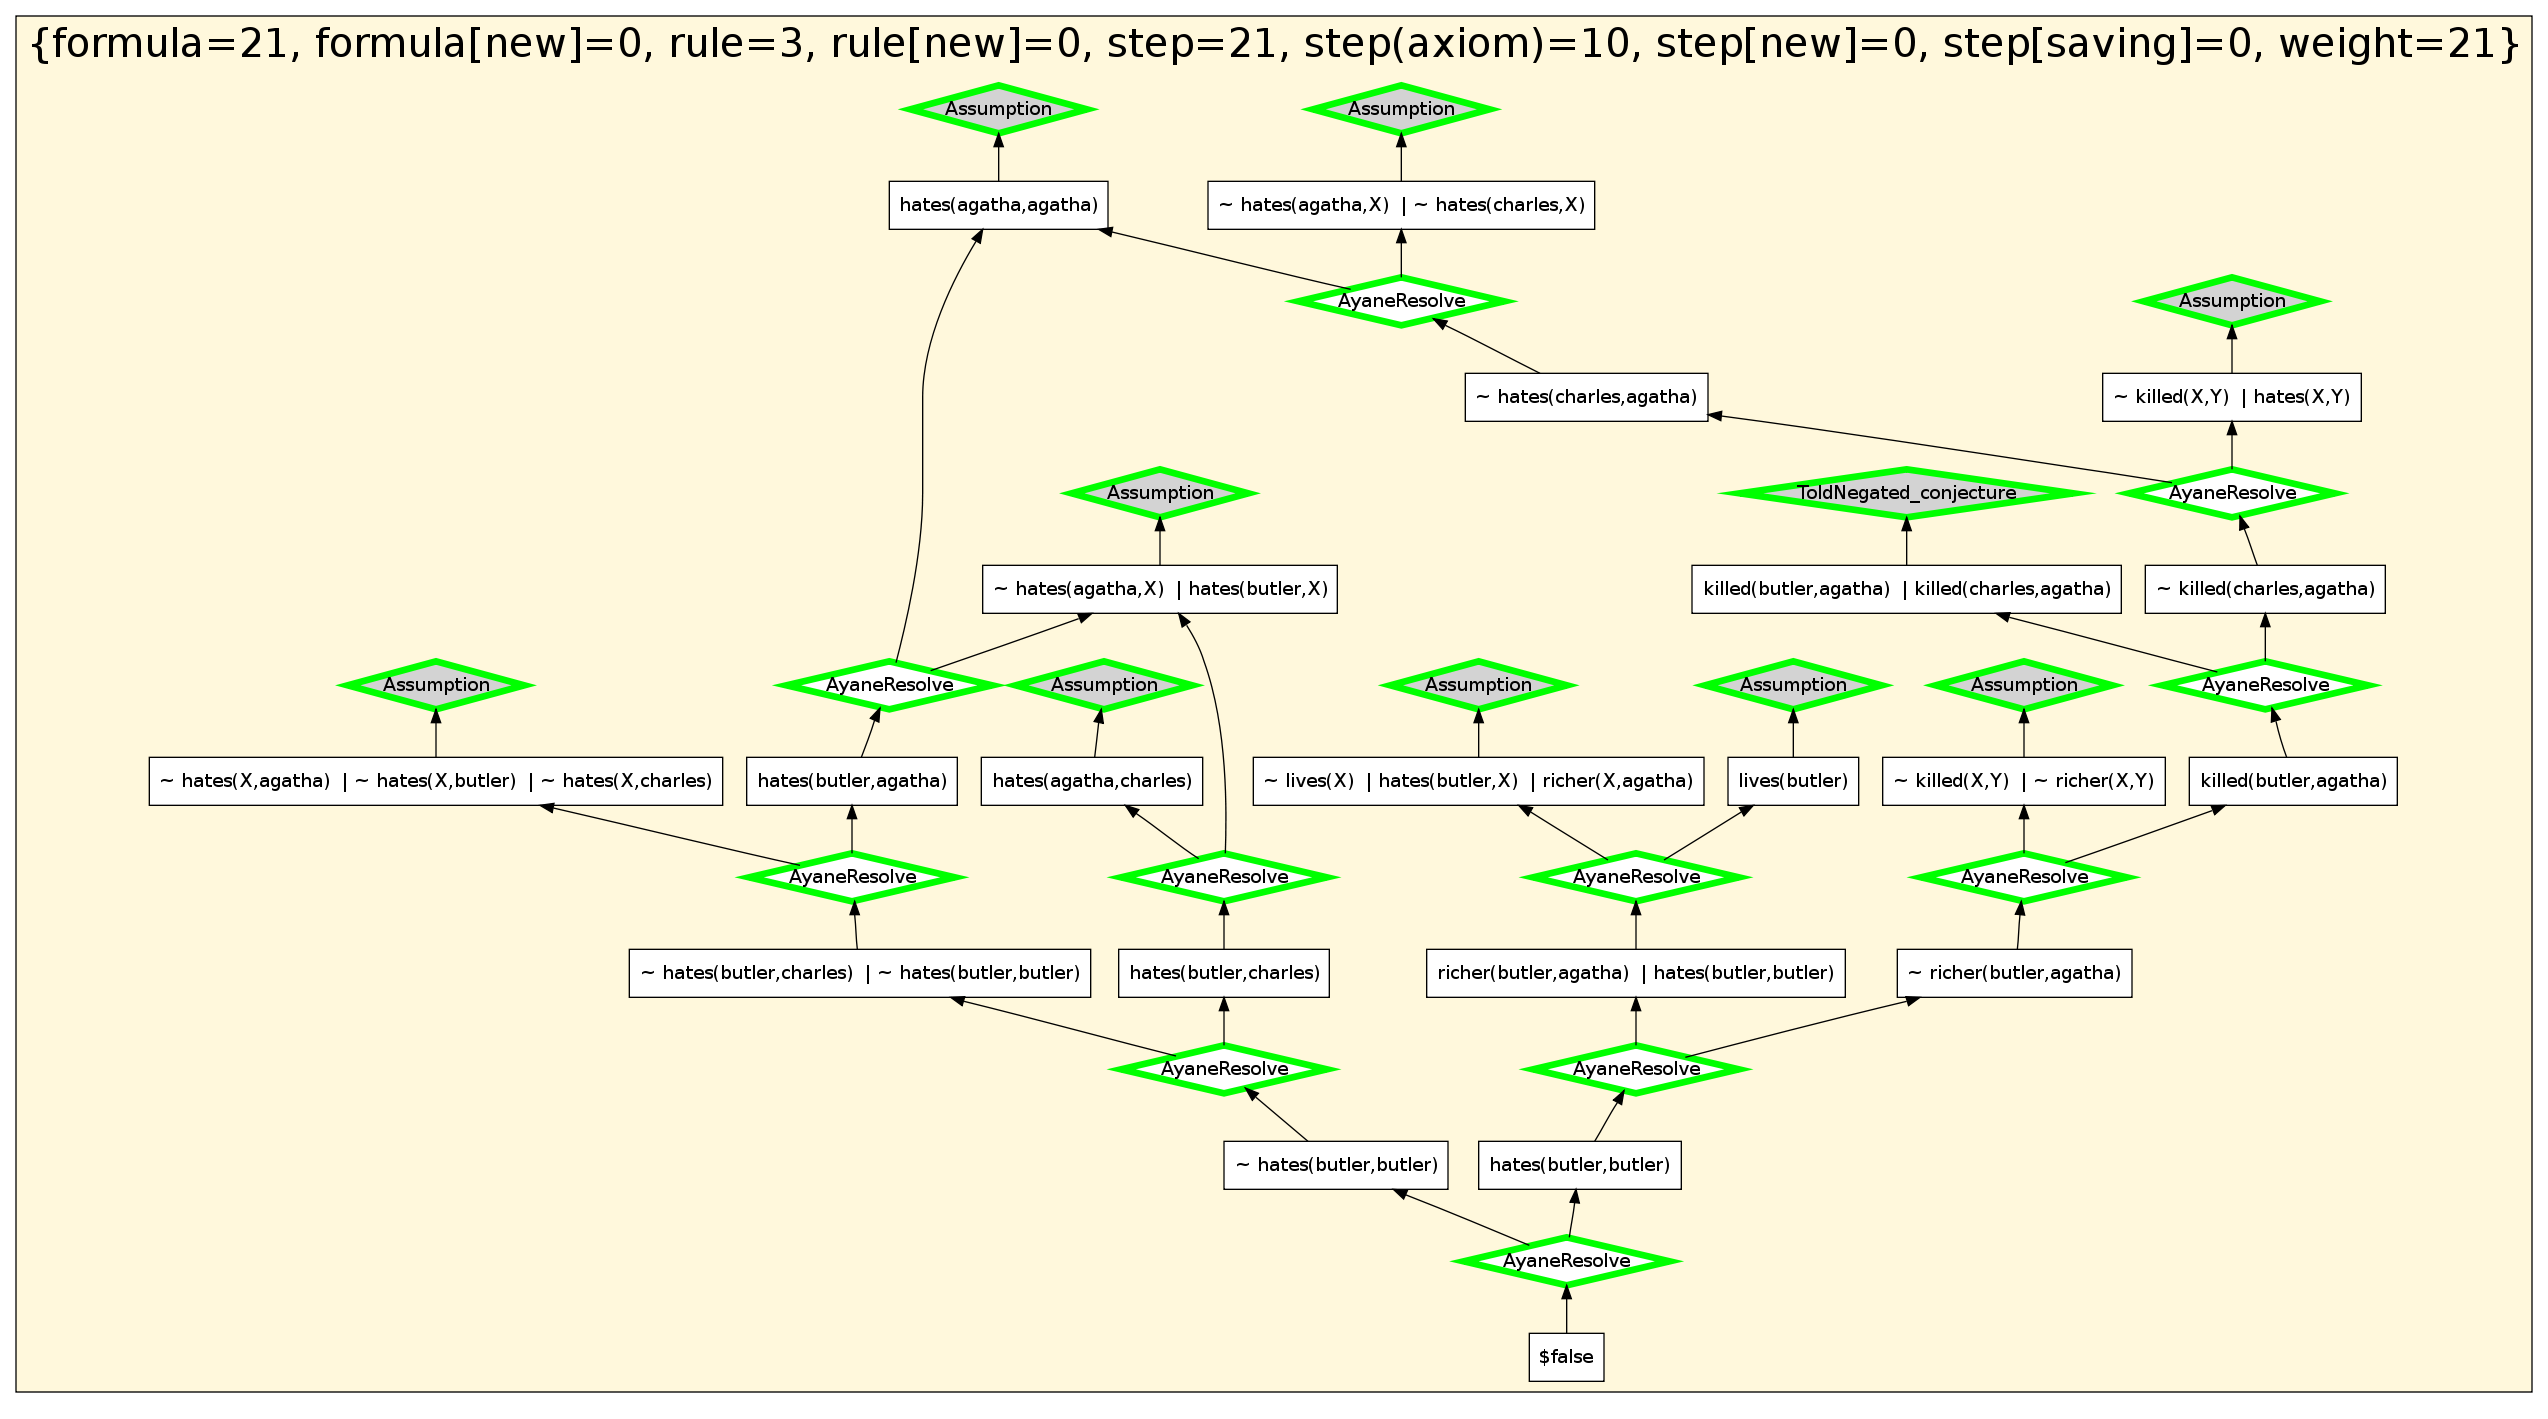 {formula=21, formula[new]=0, rule=3, rule[new]=0, step=21, step(axiom)=10, step[new]=0, step[saving]=0, weight=21}
Assumption
Assumption
hates(agatha,agatha)
~ hates(agatha,X) | ~ hates(charles,X)
AyaneResolve
Assumption
~ hates(charles,agatha)
~ killed(X,Y) | hates(X,Y)
Assumption
ToldNegated_conjecture
AyaneResolve
~ hates(agatha,X) | hates(butler,X)
killed(butler,agatha) | killed(charles,agatha)
~ killed(charles,agatha)
Assumption
AyaneResolve
Assumption
Assumption
Assumption
Assumption
AyaneResolve
~ hates(X,agatha) | ~ hates(X,butler) | ~ hates(X,charles)
hates(butler,agatha)
hates(agatha,charles)
~ lives(X) | hates(butler,X) | richer(X,agatha)
lives(butler)
~ killed(X,Y) | ~ richer(X,Y)
killed(butler,agatha)
AyaneResolve
AyaneResolve
AyaneResolve
AyaneResolve
~ hates(butler,charles) | ~ hates(butler,butler)
hates(butler,charles)
richer(butler,agatha) | hates(butler,butler)
~ richer(butler,agatha)
AyaneResolve
AyaneResolve
~ hates(butler,butler)
hates(butler,butler)
AyaneResolve
$false